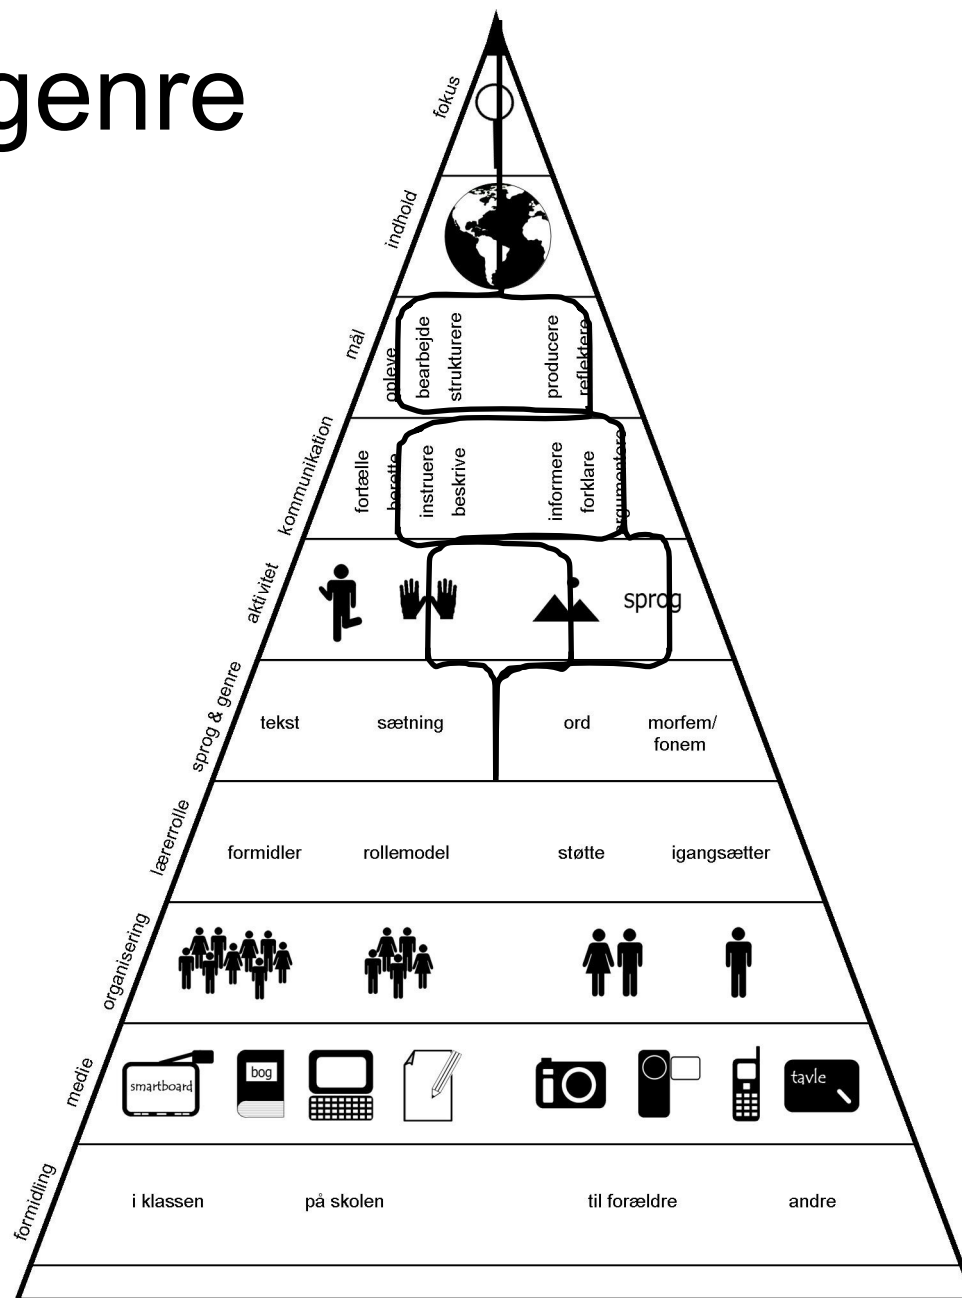 genre
fokus
indhold
mål
opleve
bearbejde
strukturere
producere
reflektere
kommunikation
fortælle
berette
instruere
beskrive
informere
forklare
argumentere
aktivitet
sprog
sprog & genre
tekst
sætning
ord
morfem/
fonem
lærerrolle
formidler
rollemodel
støtte
igangsætter
organisering
medie
smartboard
bog
tavle
formidling
i klassen
på skolen
til forældre
andre